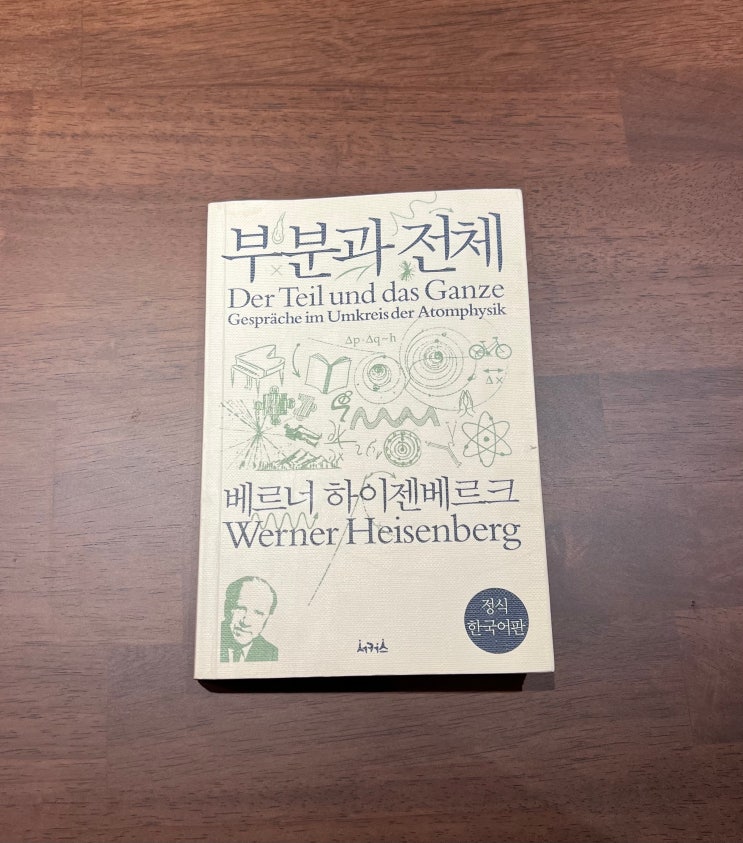 부분과 전체
Der Teil und das Ganze
Gespräche im Umkreis der Atomphysik
Δp·Δq~h
Δx
베르너 하이젠베르크
Werner Heisenberg
서커스
정식
한국어판